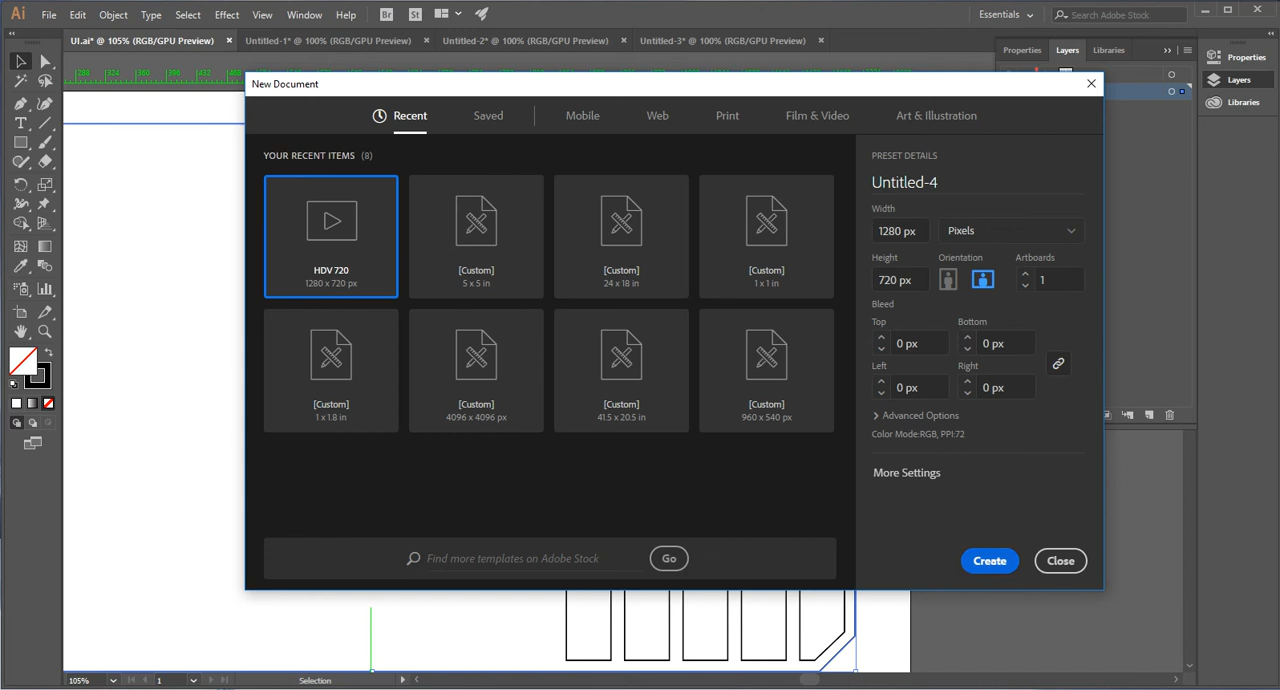 Ai File Edit Object Type Select Effect View Window Help Br St Essentials Search Adobe Stock
UI.ai* @ 105% (RGB/GPU Preview) × Untitled-1* @ 100% (RGB/GPU Preview) × Untitled-2* @ 100% (RGB/GPU Preview) × Untitled-3* @ 100% (RGB/GPU Preview) ×
Properties Layers Libraries
Properties
Layers
Libraries
288 324 360 396 432 468
New Document
Recent Saved Mobile Web Print Film & Video Art & Illustration
YOUR RECENT ITEMS (8)
HDV 720
1280 x 720 px
[Custom]
5 x 5 in
[Custom]
24 x 18 in
[Custom]
1 x 1 in
[Custom]
1 x 1.8 in
[Custom]
4096 x 4096 px
[Custom]
41.5 x 20.5 in
[Custom]
960 x 540 px
Find more templates on Adobe Stock Go
PRESET DETAILS
Untitled-4
Width
1280 px Pixels
Height Orientation Artboards
720 px 1
Bleed
Top Bottom
0 px 0 px
Left Right
0 px 0 px
Advanced Options
Color Mode:RGB, PPI:72
More Settings
Create Close
105% 1 Selection